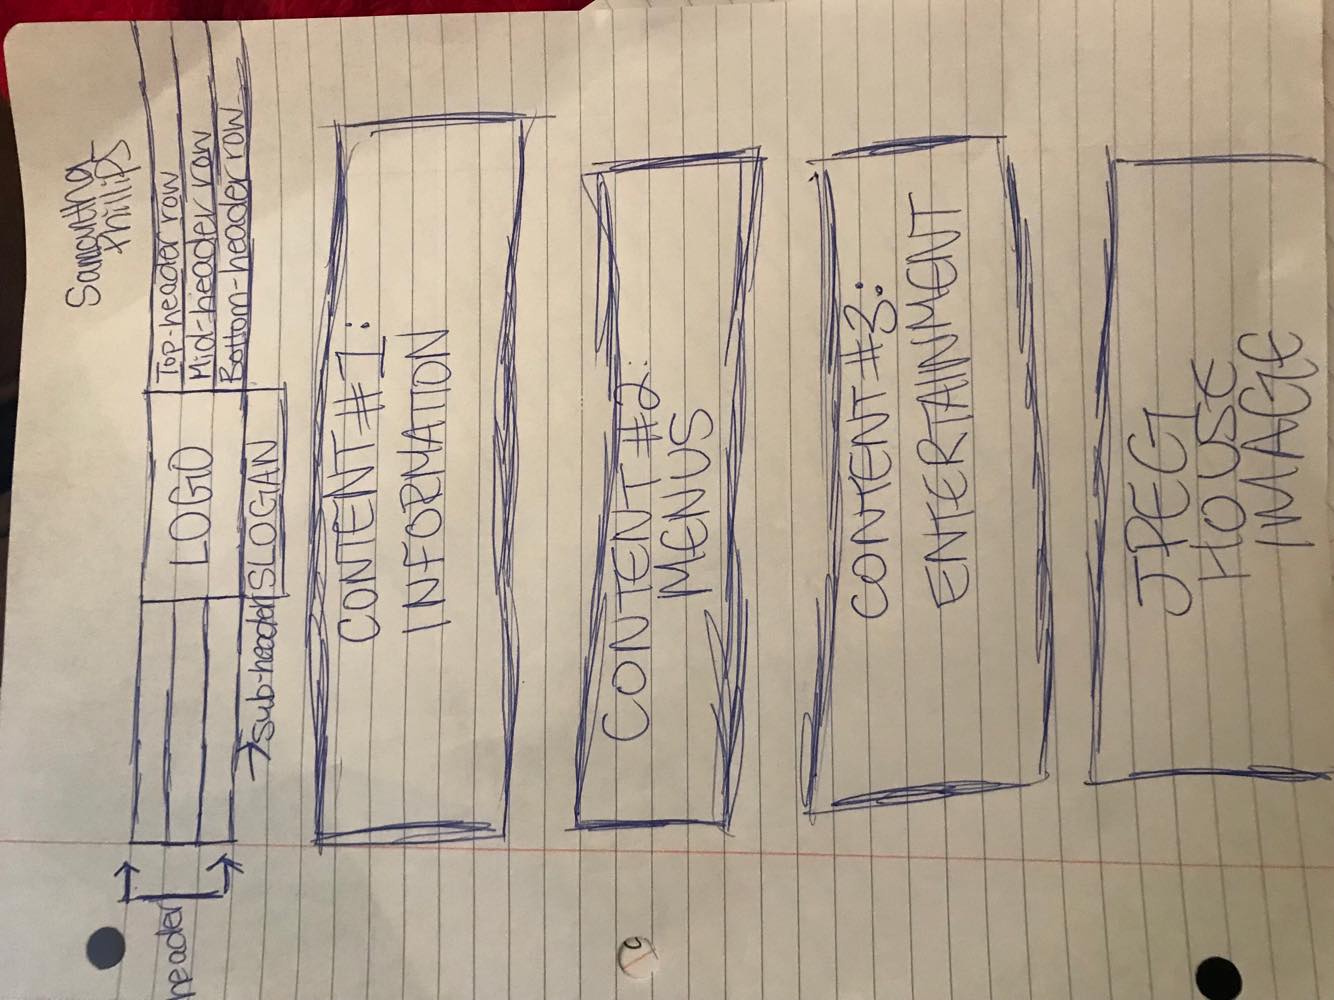 Samantha
Phillips
header
LOGO
Top-header row
Mid-header row
Bottom-header row
sub-header
SLOGAN
CONTENT #1:
INFORMATION
CONTENT #2:
MENUS
CONTENT #3:
ENTERTAINMENT
JPEG
HOUSE
IMAGE